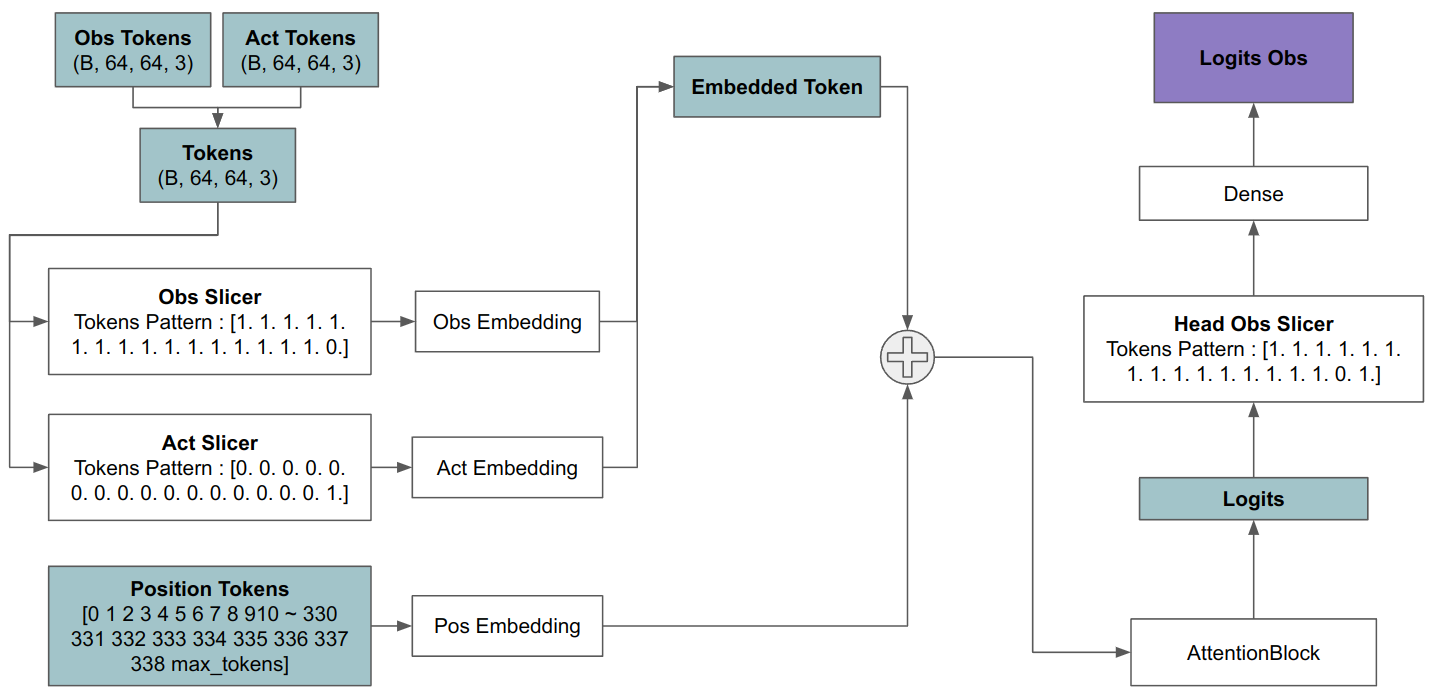 Obs Tokens
(B, 64, 64, 3)
Act Tokens
(B, 64, 64, 3)
Tokens
(B, 64, 64, 3)
Obs Slicer
Tokens Pattern : [1. 1. 1. 1. 1.
1. 1. 1. 1. 1. 1. 1. 1. 1. 1. 1. 0.]
Obs Embedding
Act Slicer
Tokens Pattern : [0. 0. 0. 0. 0.
0. 0. 0. 0. 0. 0. 0. 0. 0. 0. 0. 1.]
Act Embedding
Position Tokens
[0 1 2 3 4 5 6 7 8 910 ~ 330
331 332 333 334 335 336 337
338 max_tokens]
Pos Embedding
Embedded Token
Logits Obs
Dense
Head Obs Slicer
Tokens Pattern : [1. 1. 1. 1. 1. 1.
1. 1. 1. 1. 1. 1. 1. 1. 1. 0. 1.]
Logits
AttentionBlock